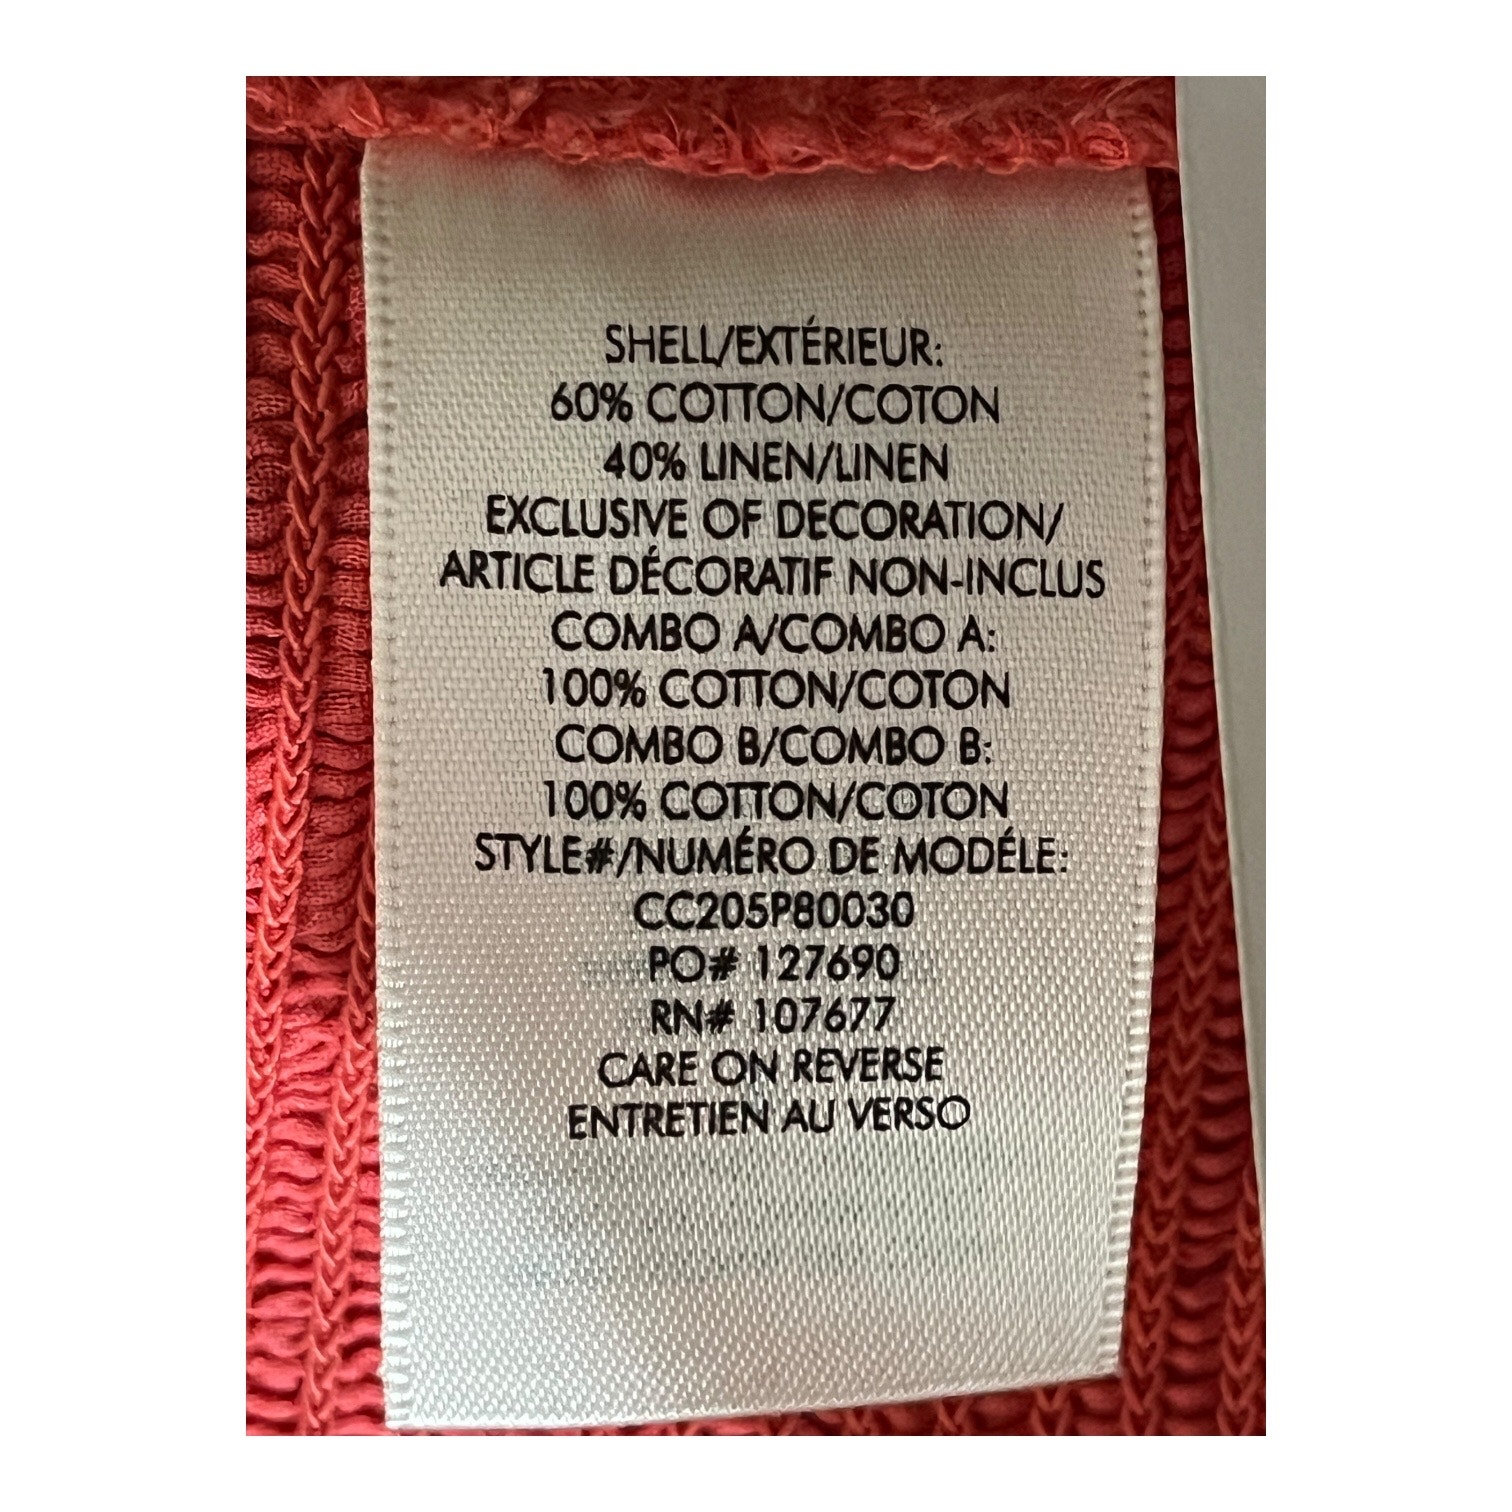 SHELL/EXTÉRIEUR:
60% COTTON/COTON
40% LINEN/LINEN
EXCLUSIVE OF DECORATION/
ARTICLE DÉCORATIF NON-INCLUS
COMBO A/COMBO A:
100% COTTON/COTON
COMBO B/COMBO B:
100% COTTON/COTON
STYLE#/NUMÉRO DE MODÉLE:
CC205P80030
PO# 127690
RN# 107677
CARE ON REVERSE
ENTRETIEN AU VERSO